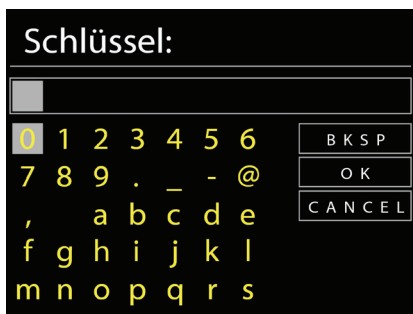 Schlüssel:
0 1 2 3 4 5 6 BKSP
7 8 9 . _ - @ OK
, a b c d e CANCEL
f g h i j k l
m n o p q r s